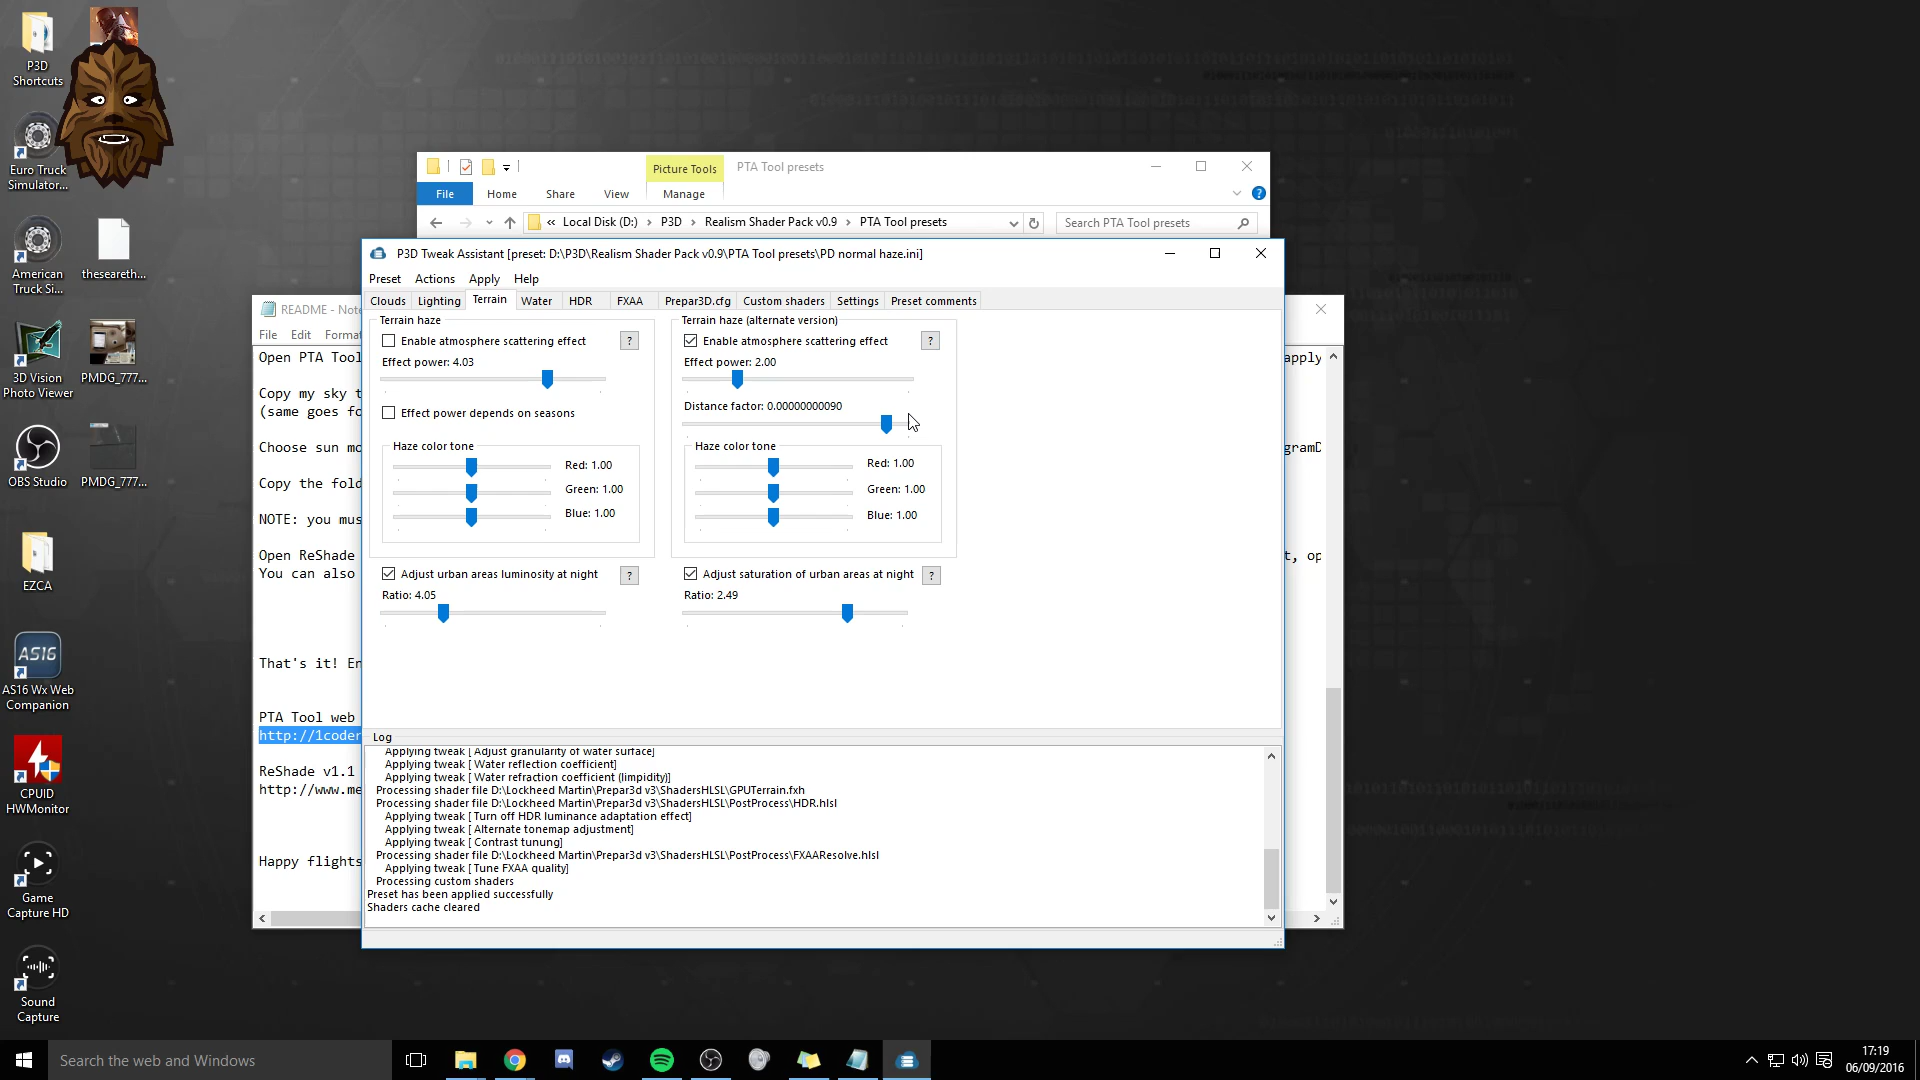 P3D
Shortcuts
Euro Truck
Simulator...
American
Truck Si...
theseareth...
3D Vision
Photo Viewer
PMDG_777...
OBS Studio
PMDG_777...
EZCA
AS16
AS16 Wx Web
Companion
CPUID
HWMonitor
Game
Capture HD
Sound
Capture
Picture Tools
PTA Tool presets
File
Home
Share
View
Manage
« Local Disk (D:) › P3D › Realism Shader Pack v0.9 › PTA Tool presets
Search PTA Tool presets
README - Note
File Edit Format
Open PTA Tool
apply
Copy my sky t
(same goes fo
Choose sun mo
gramD
Copy the fold
NOTE: you mus
Open ReShade
t, op
You can also
That's it! En
PTA Tool web
http://1coder
ReShade v1.1
http://www.me
Happy flights
P3D Tweak Assistant [preset: D:\P3D\Realism Shader Pack v0.9\PTA Tool presets\PD normal haze.ini]
Preset Actions Apply Help
Clouds Lighting Terrain Water HDR FXAA Prepar3D.cfg Custom shaders Settings Preset comments
Terrain haze
Enable atmosphere scattering effect ?
Effect power: 4.03
Effect power depends on seasons
Haze color tone
Red: 1.00
Green: 1.00
Blue: 1.00
Terrain haze (alternate version)
Enable atmosphere scattering effect ?
Effect power: 2.00
Distance factor: 0.00000000090
Haze color tone
Red: 1.00
Green: 1.00
Blue: 1.00
Adjust urban areas luminosity at night ?
Ratio: 4.05
Adjust saturation of urban areas at night ?
Ratio: 2.49
Log
Applying tweak [ Adjust granularity of water surface]
Applying tweak [ Water reflection coefficient]
Applying tweak [ Water refraction coefficient (limpidity)]
Processing shader file D:\Lockheed Martin\Prepar3d v3\ShadersHLSL\GPUTerrain.fxh
Processing shader file D:\Lockheed Martin\Prepar3d v3\ShadersHLSL\PostProcess\HDR.hlsl
Applying tweak [ Turn off HDR luminance adaptation effect]
Applying tweak [ Alternate tonemap adjustment]
Applying tweak [ Contrast tunung]
Processing shader file D:\Lockheed Martin\Prepar3d v3\ShadersHLSL\PostProcess\FXAAResolve.hlsl
Applying tweak [ Tune FXAA quality]
Processing custom shaders
Preset has been applied successfully
Shaders cache cleared
Search the web and Windows
17:19
06/09/2016